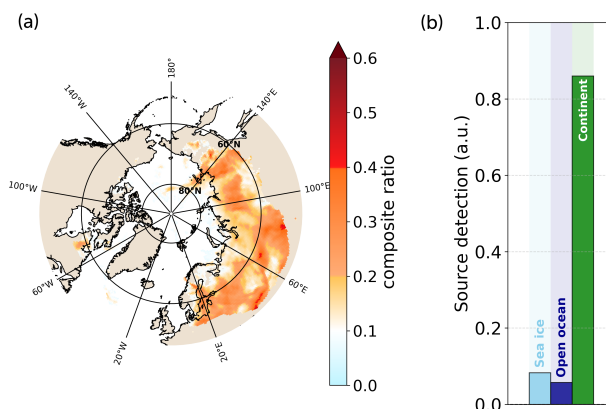 (a)
(b)
180°
140°W
140°E
100°W
100°E
60°W
60°E
20°W
20°E
60°N
80°N
0.6
0.5
0.4
0.3
0.2
0.1
0.0
composite ratio
1.0
0.8
0.6
0.4
0.2
0.0
Source detection (a.u.)
Sea ice
Open ocean
Continent